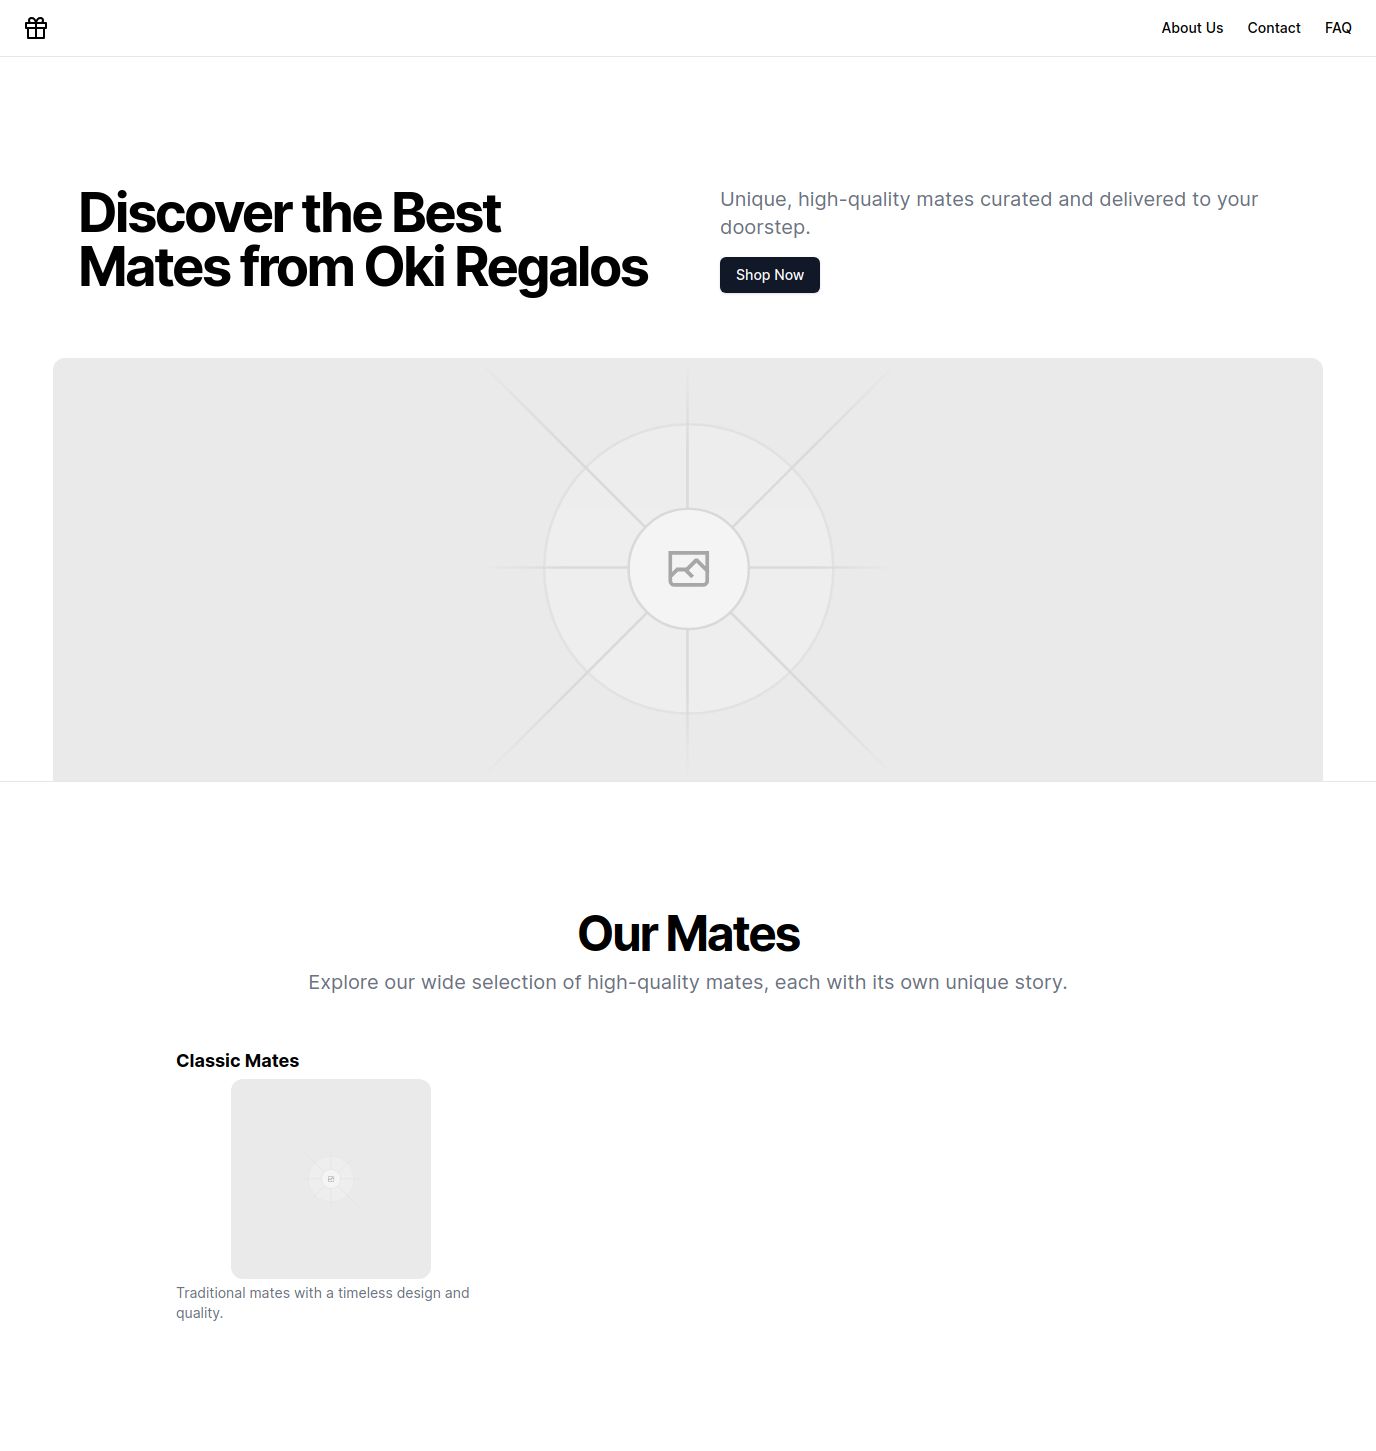 About Us Contact FAQ
Discover the Best
Mates from Oki Regalos
Unique, high-quality mates curated and delivered to your
doorstep.
Shop Now
Our Mates
Explore our wide selection of high-quality mates, each with its own unique story.
Classic Mates
Traditional mates with a timeless design and
quality.